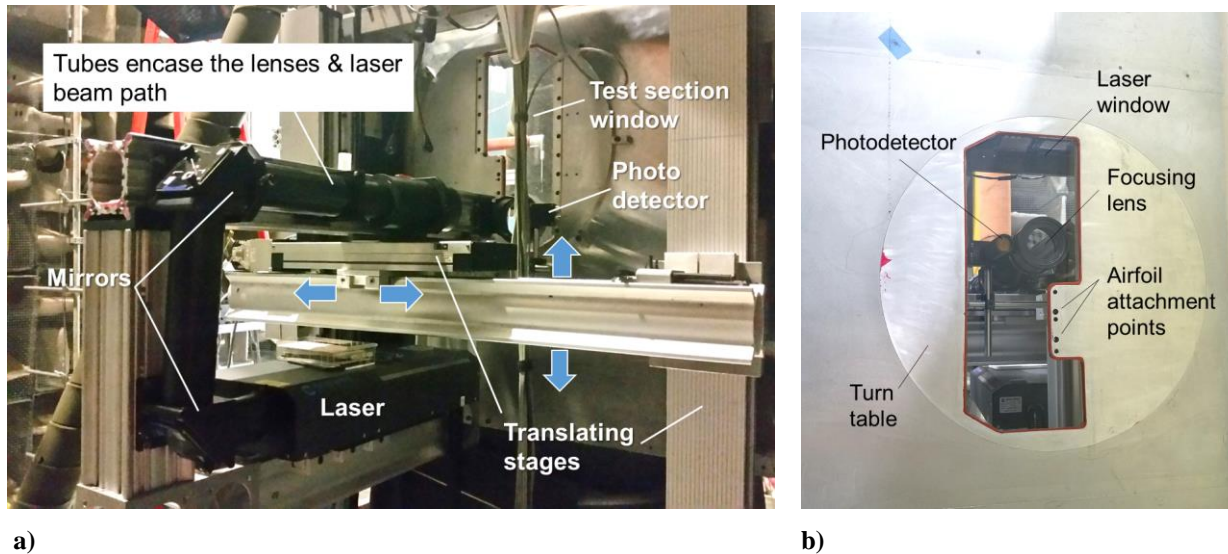 Tubes encase the lenses & laser
beam path
Test section
window
Photo
detector
Mirrors
Laser
Translating
stages
a)
Laser
window
Photodetector
Focusing
lens
Airfoil
attachment
points
Turn
table
b)